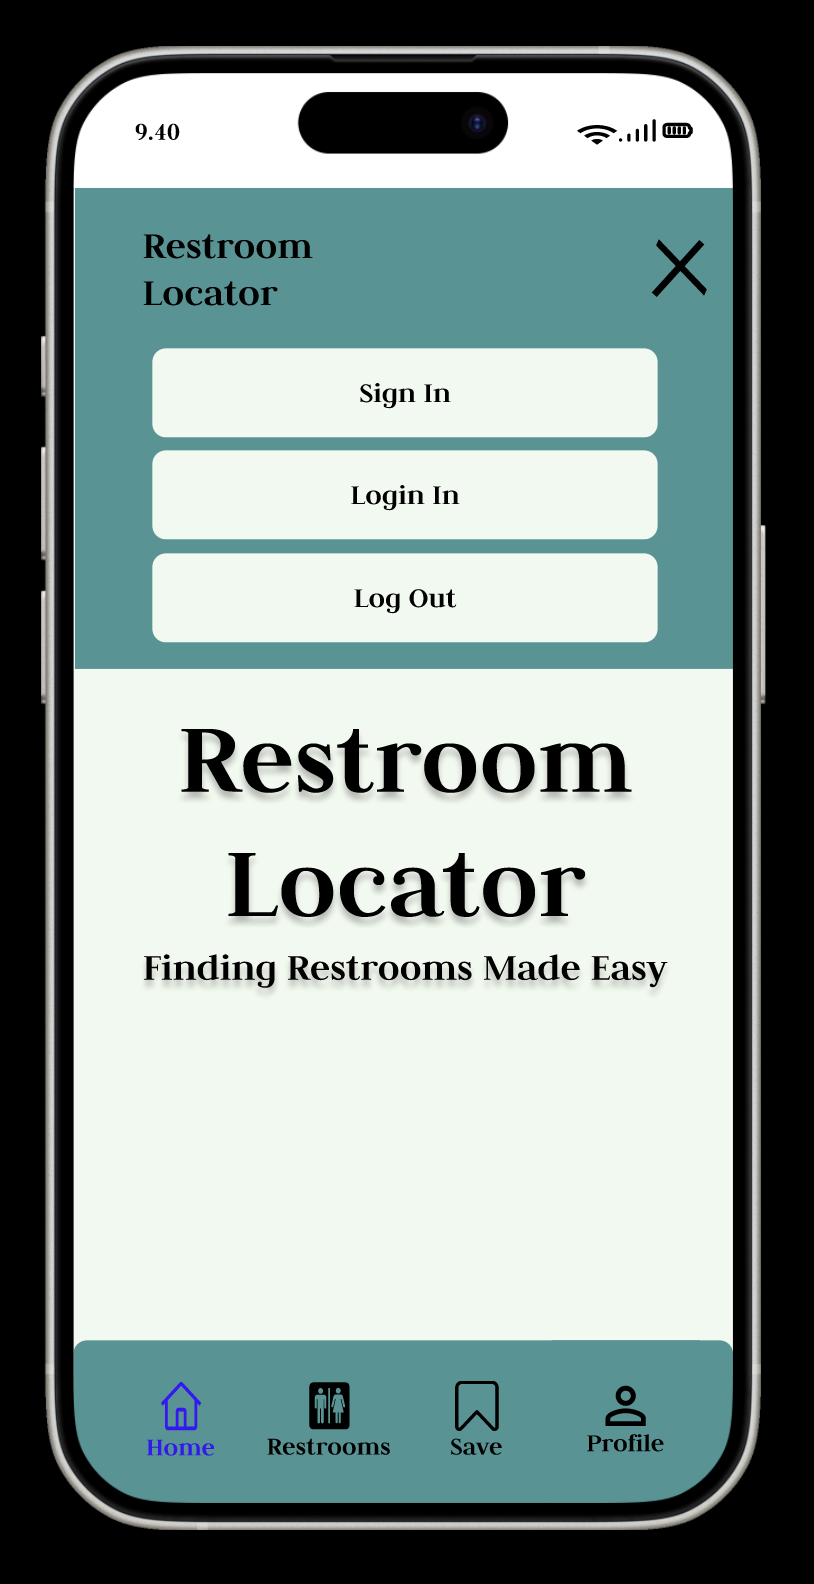 9.40
Restroom
Locator
Sign In
Login In
Log Out
Restroom
Locator
Finding Restrooms Made Easy
Home
Restrooms
Save
Profile